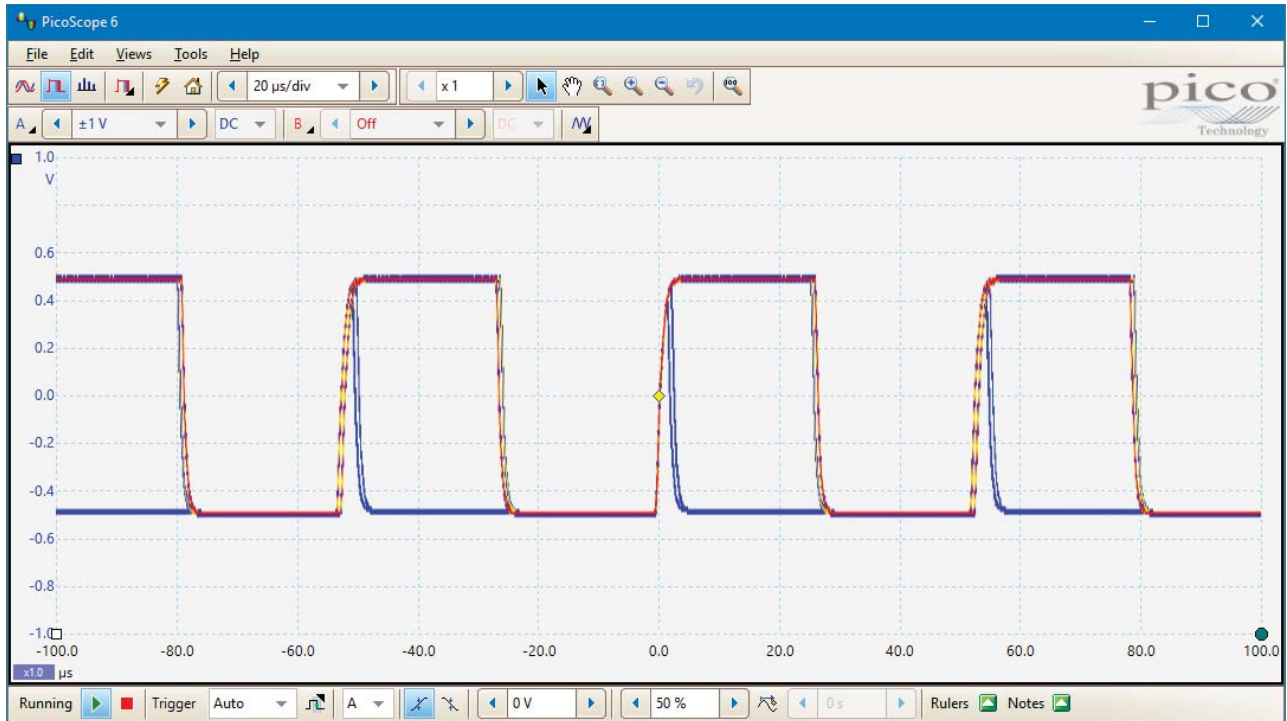 PicoScope 6
File Edit Views Tools Help
20 µs/div x 1
pico
Technology
A ±1 V DC B Off DC
1.0
V
0.6
0.4
0.2
0.0
-0.2
-0.4
-0.6
-0.8
-1.0
-100.0 -80.0 -60.0 -40.0 -20.0 0.0 20.0 40.0 60.0 80.0 100.0
x1.0 µs
Running Trigger Auto A 0 V 50 % 0 s Rulers Notes